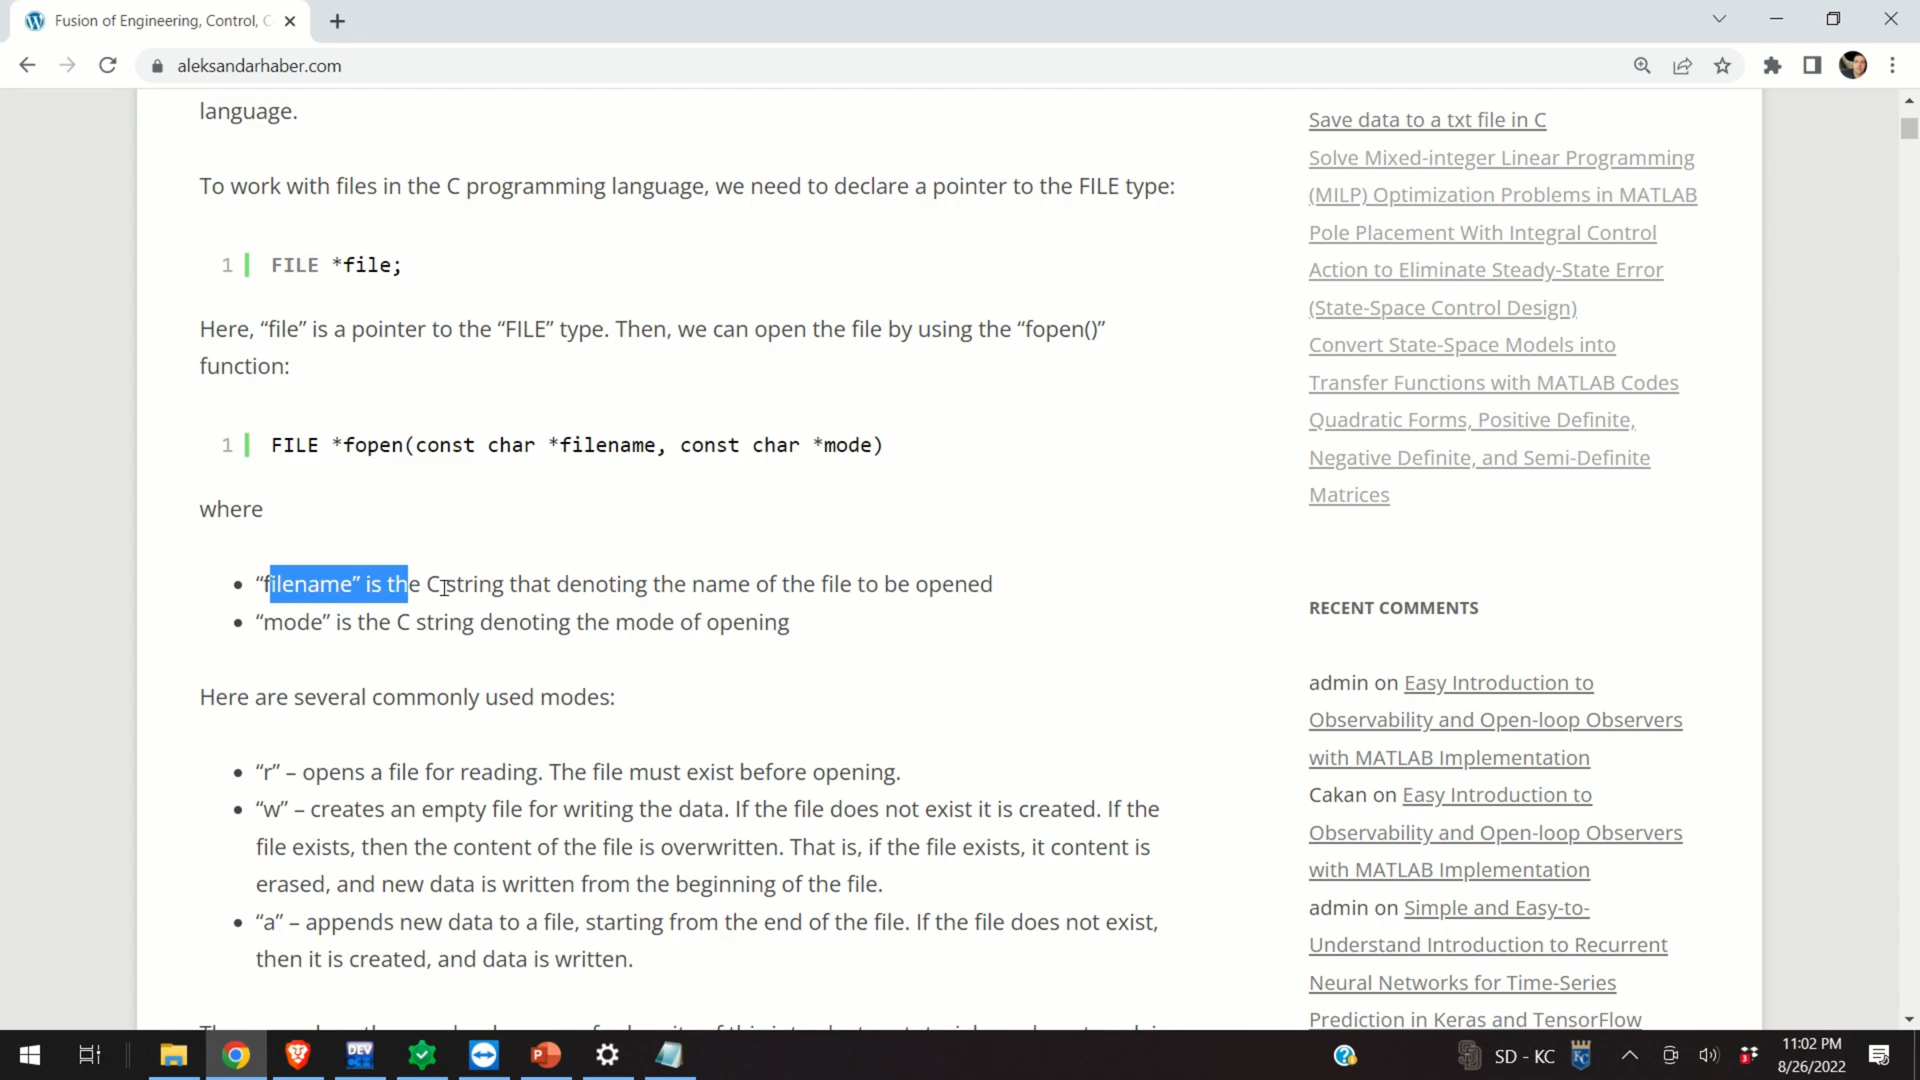 Fusion of Engineering, Control, C
aleksandarhaber.com
language.
To work with files in the C programming language, we need to declare a pointer to the FILE type:
1 FILE *file;
Here, “file” is a pointer to the “FILE” type. Then, we can open the file by using the “fopen()”
function:
1 FILE *fopen(const char *filename, const char *mode)
where
• “filename” is the C string that denoting the name of the file to be opened
• “mode” is the C string denoting the mode of opening
Here are several commonly used modes:
• “r” – opens a file for reading. The file must exist before opening.
• “w” – creates an empty file for writing the data. If the file does not exist it is created. If the
file exists, then the content of the file is overwritten. That is, if the file exists, it content is
erased, and new data is written from the beginning of the file.
• “a” – appends new data to a file, starting from the end of the file. If the file does not exist,
then it is created, and data is written.
Save data to a txt file in C
Solve Mixed-integer Linear Programming
(MILP) Optimization Problems in MATLAB
Pole Placement With Integral Control
Action to Eliminate Steady-State Error
(State-Space Control Design)
Convert State-Space Models into
Transfer Functions with MATLAB Codes
Quadratic Forms, Positive Definite,
Negative Definite, and Semi-Definite
Matrices
RECENT COMMENTS
admin on Easy Introduction to
Observability and Open-loop Observers
with MATLAB Implementation
Cakan on Easy Introduction to
Observability and Open-loop Observers
with MATLAB Implementation
admin on Simple and Easy-to-
Understand Introduction to Recurrent
Neural Networks for Time-Series
Prediction in Keras and TensorFlow
DEV
SD - KC
KC
3
11:02 PM
8/26/2022